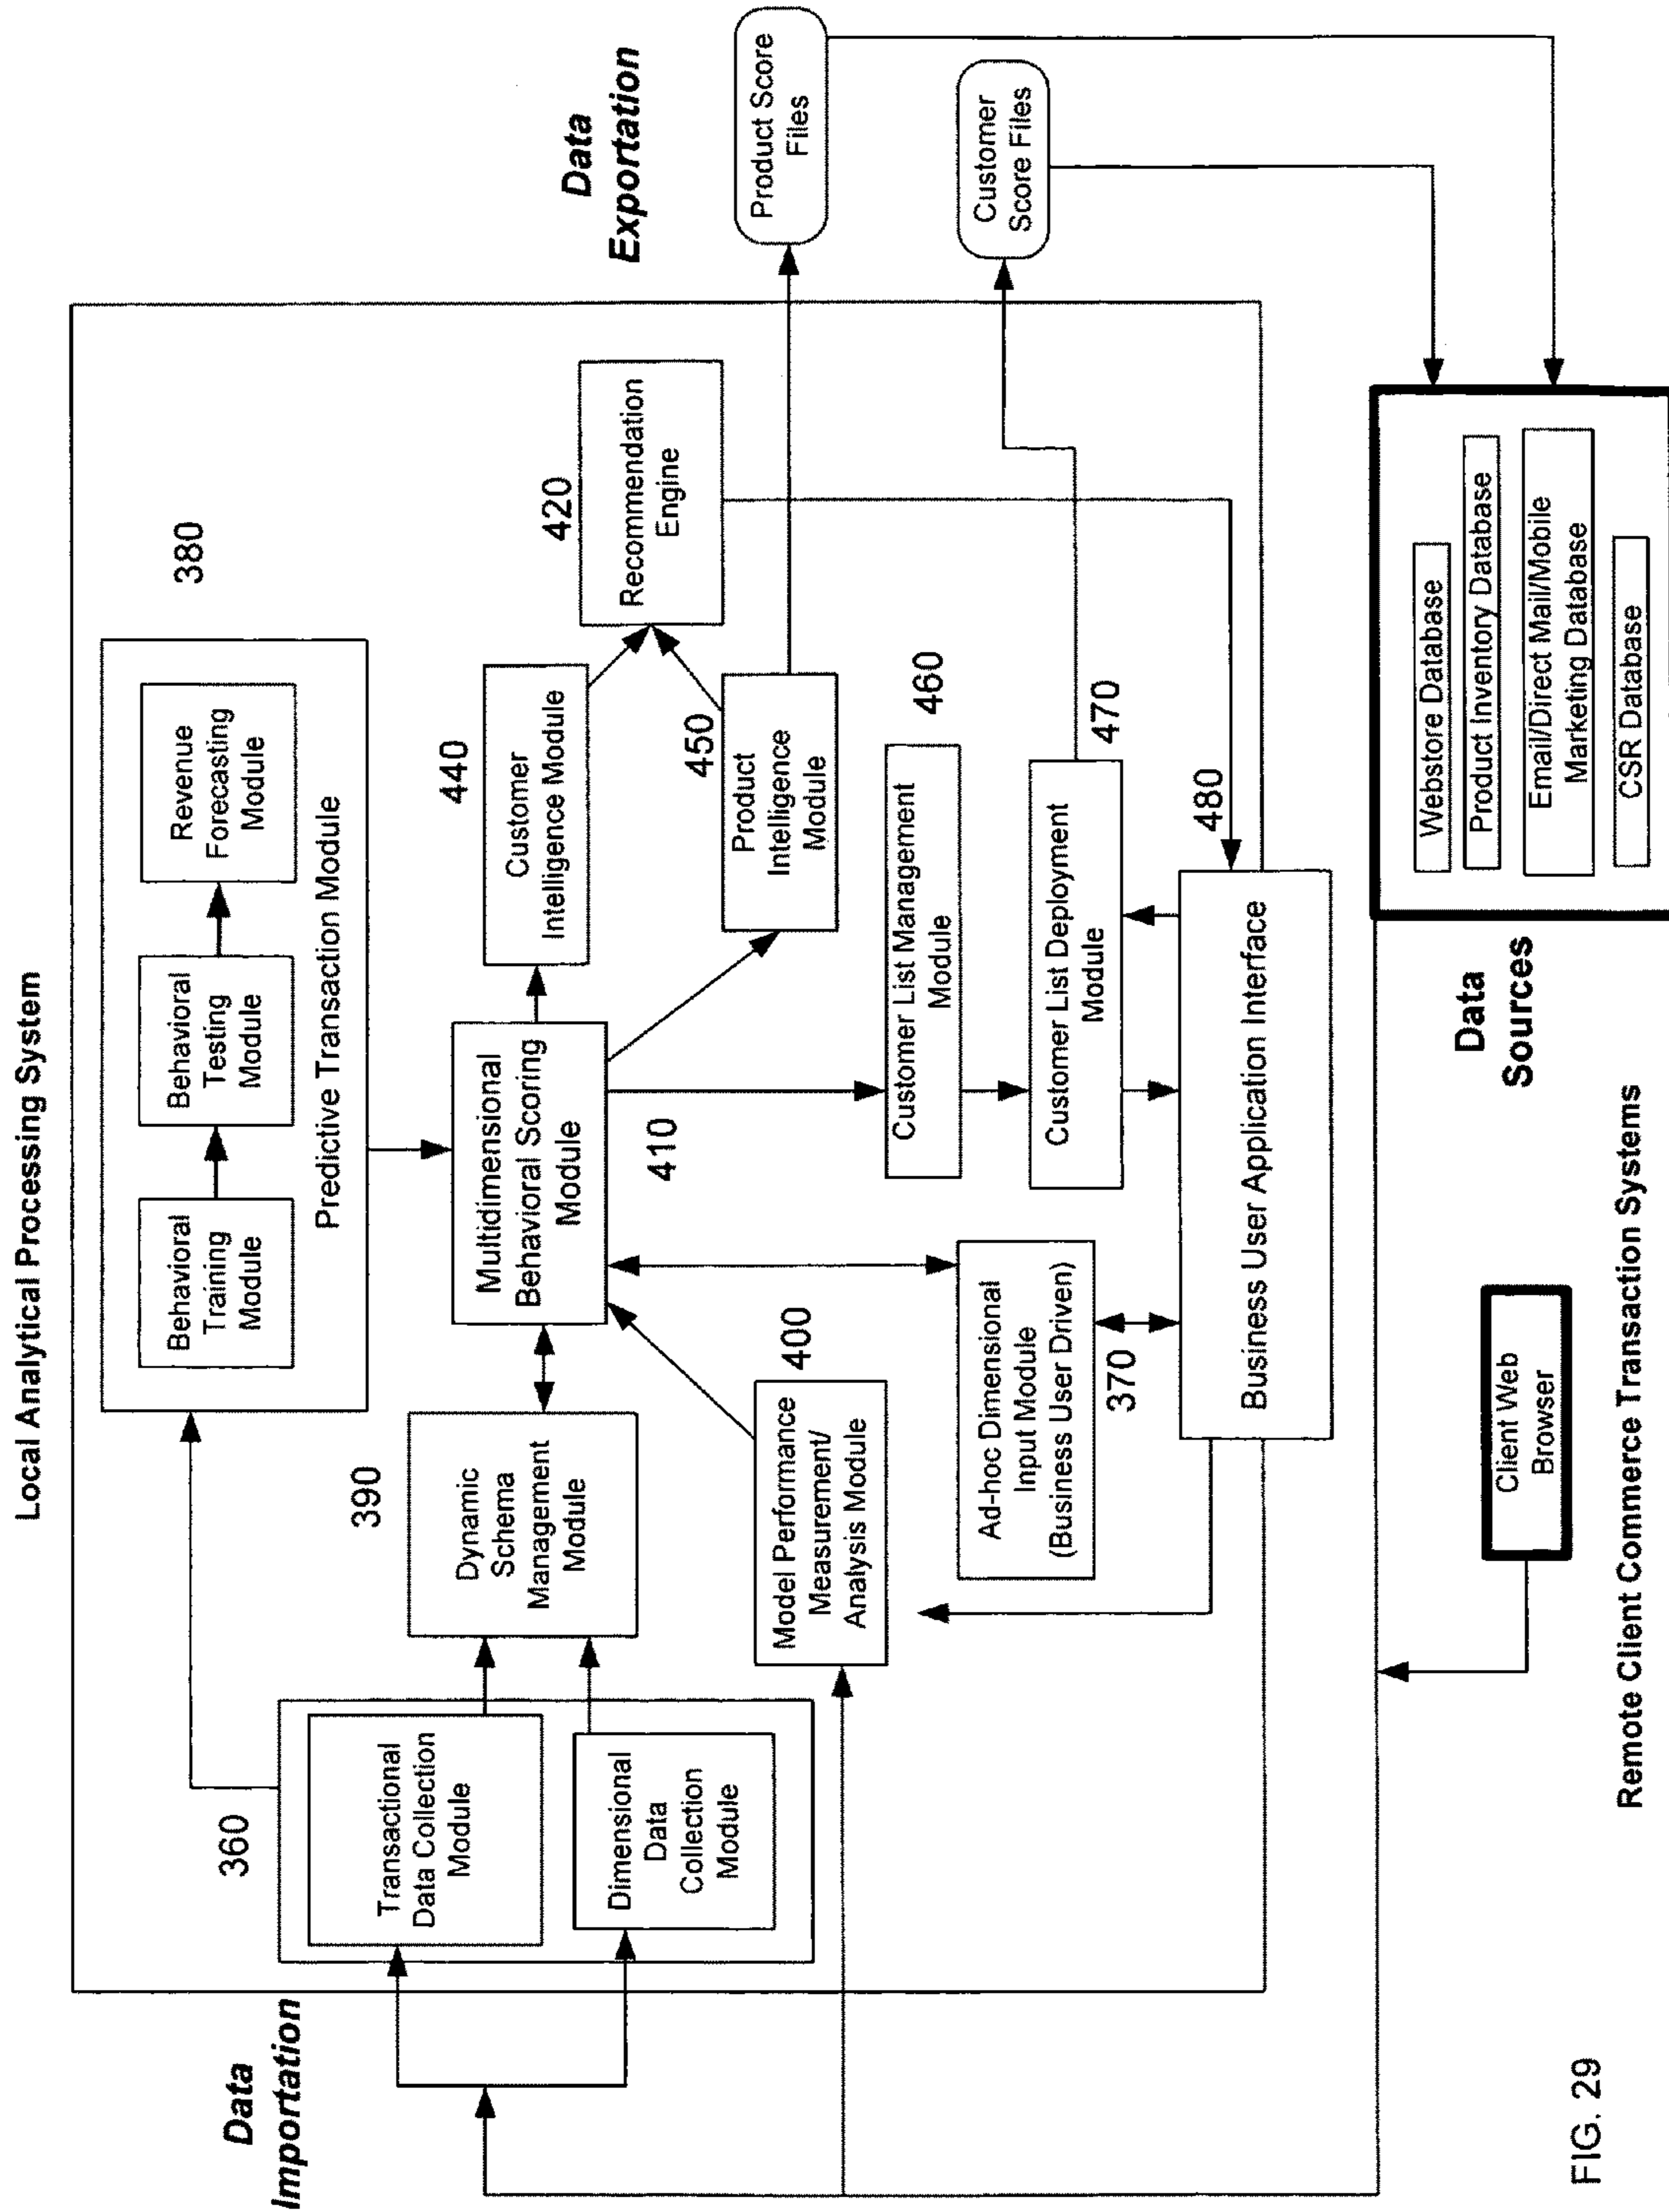 Local Analytical Processing System
Data
Importation
360
Transactional
Data Collection
Module
Dimensional
Data
Collection
Module
380
Behavioral
Training
Module
Behavioral
Testing
Module
Revenue
Forecasting
Module
Predictive Transaction Module
390
Dynamic
Schema
Management
Module
Multidimensional
Behavioral Scoring
Module
410
440
Customer
Intelligence Module
420
Recommendation
Engine
450
Product
Intelligence
Module
Data
Exportation
Product Score
Files
Customer
Score Files
400
Model Performance
Measurement/
Analysis Module
460
Customer List Management
Module
470
Customer List Deployment
Module
Ad-hoc Dimensional
Input Module
(Business User Driven)
370
480
Business User Application Interface
Data
Sources
Webstore Database
Product Inventory Database
Email/Direct Mail/Mobile
Marketing Database
CSR Database
Client Web
Browser
Remote Client Commerce Transaction Systems
FIG. 29